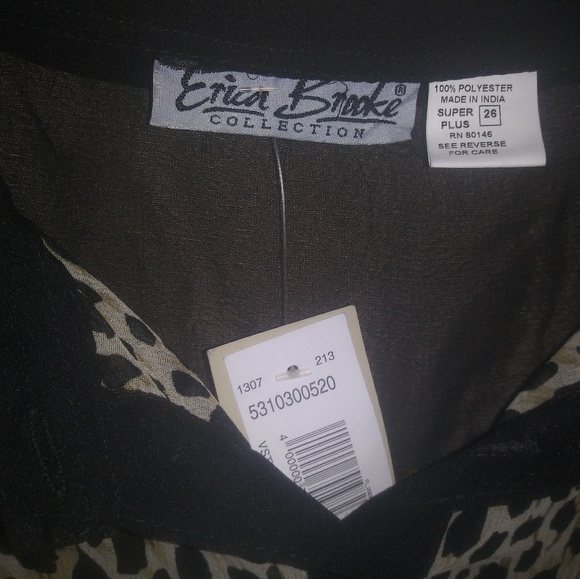 Erica Brooke®
COLLECTION
100% POLYESTER
MADE IN INDIA
SUPER PLUS 26
RN 80146
SEE REVERSE
FOR CARE
1307 213
5310300520